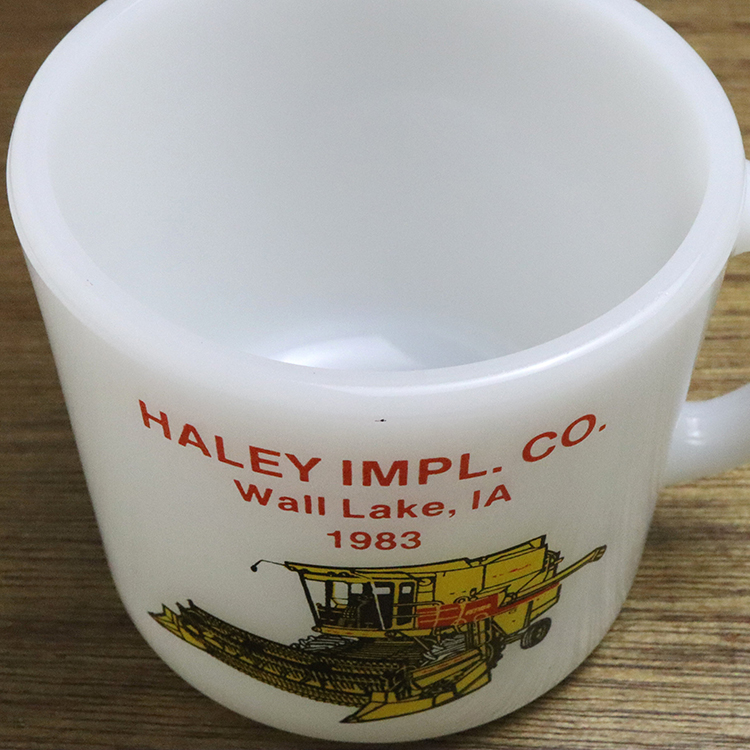 HALEY IMPL. CO.
Wall Lake, IA
1983